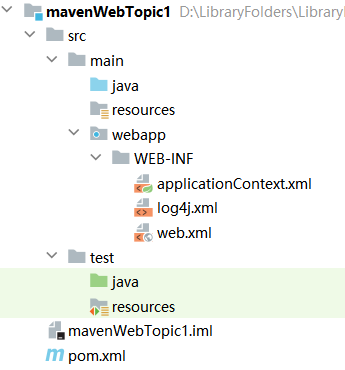 mavenWebTopic1 D:\LibraryFolders\Libraryl
src
main
java
resources
webapp
WEB-INF
applicationContext.xml
log4j.xml
web.xml
test
java
resources
mavenWebTopic1.iml
pom.xml